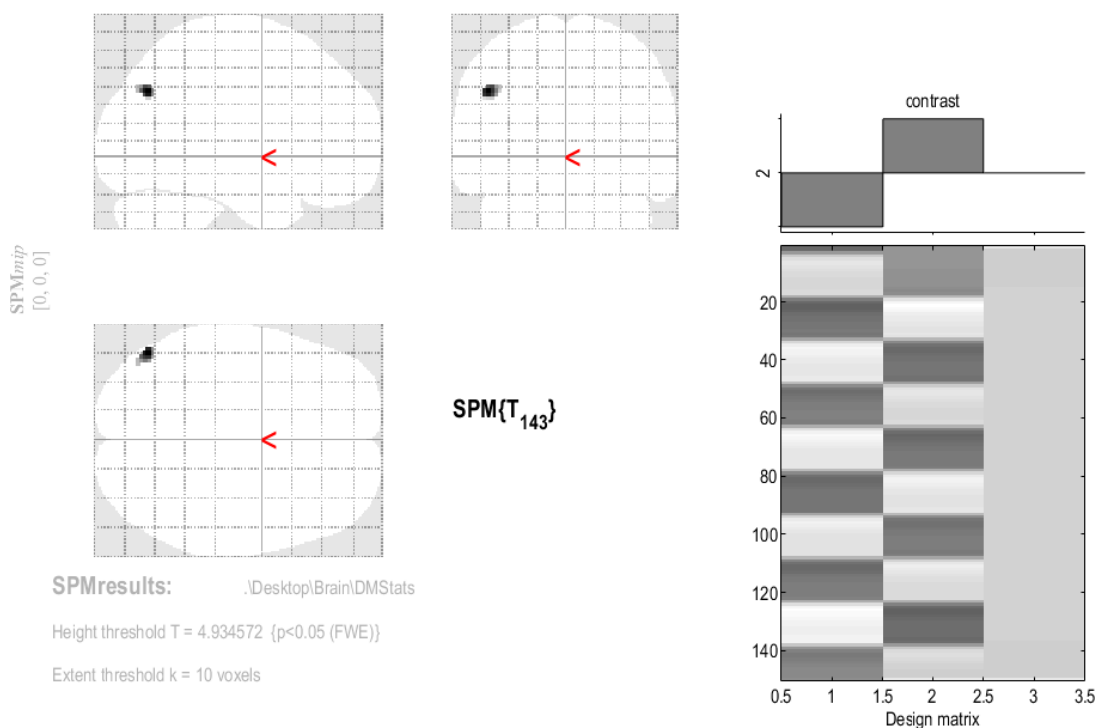 contrast
2
SPMmip
[0, 0, 0]
SPM{T143}
20
40
60
80
100
120
140
0.5 1 1.5 2 2.5 3 3.5
Design matrix
SPMresults: .\Desktop\Brain\DMStats
Height threshold T = 4.934572 {p<0.05 (FWE)}
Extent threshold k = 10 voxels